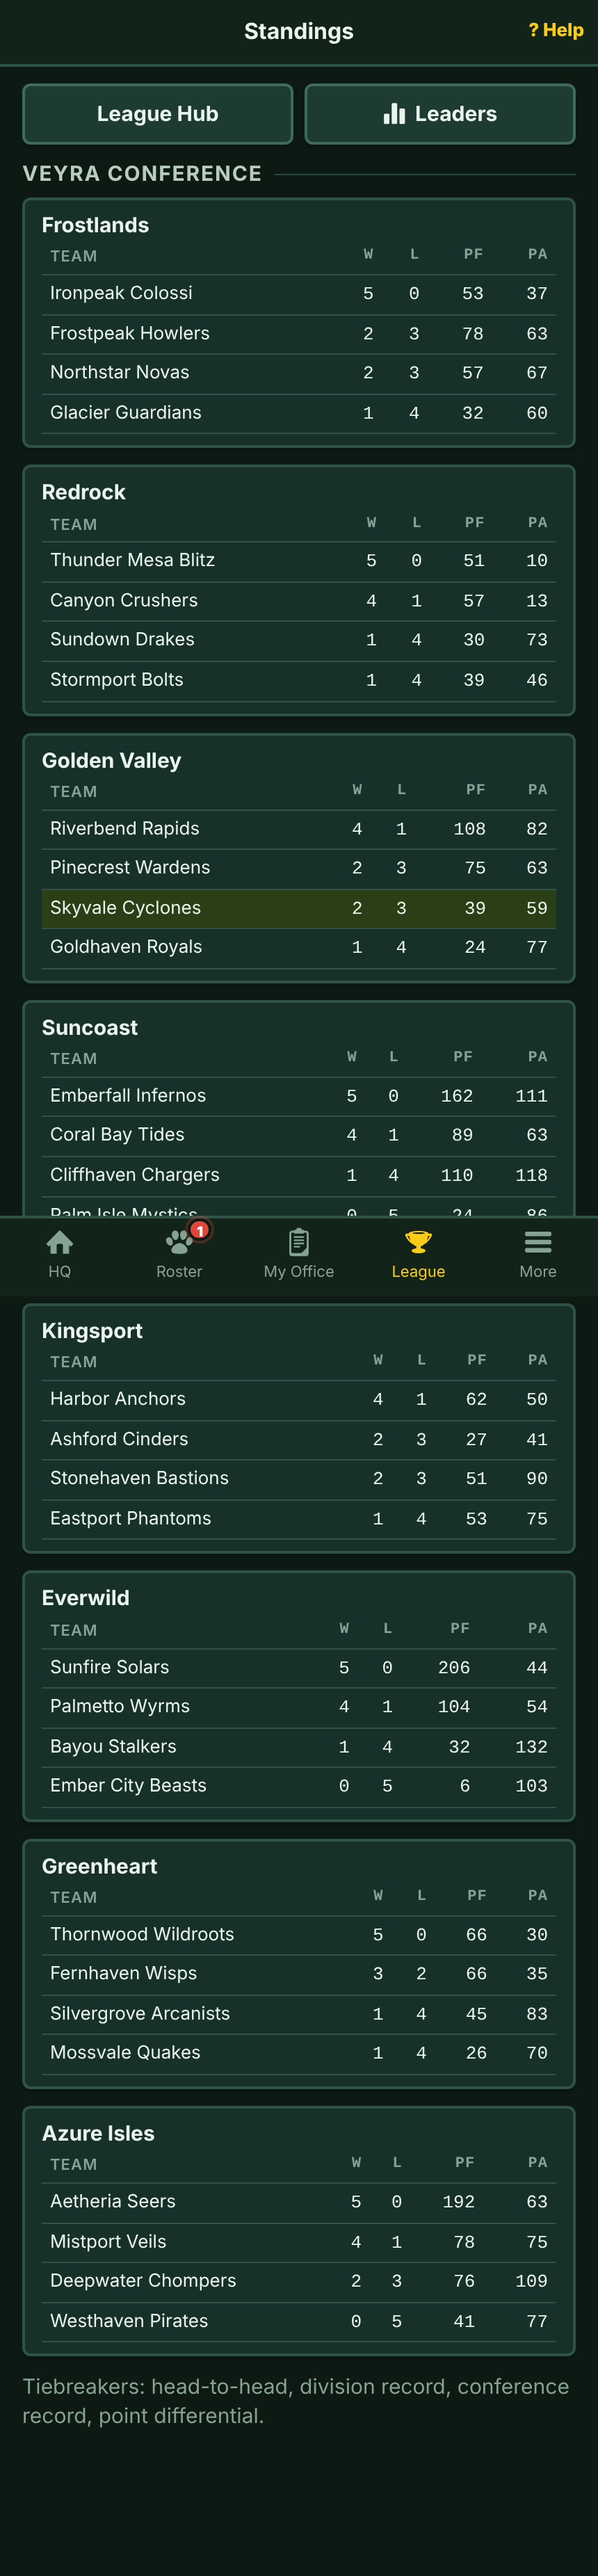 Standings
? Help
League Hub
Leaders
VEYRA CONFERENCE
Frostlands
TEAM W L PF PA
Ironpeak Colossi 5 0 53 37
Frostpeak Howlers 2 3 78 63
Northstar Novas 2 3 57 67
Glacier Guardians 1 4 32 60
Redrock
TEAM W L PF PA
Thunder Mesa Blitz 5 0 51 10
Canyon Crushers 4 1 57 13
Sundown Drakes 1 4 30 73
Stormport Bolts 1 4 39 46
Golden Valley
TEAM W L PF PA
Riverbend Rapids 4 1 108 82
Pinecrest Wardens 2 3 75 63
Skyvale Cyclones 2 3 39 59
Goldhaven Royals 1 4 24 77
Suncoast
TEAM W L PF PA
Emberfall Infernos 5 0 162 111
Coral Bay Tides 4 1 89 63
Cliffhaven Chargers 1 4 110 118
Palm Isle Mystics 0 5 24 86
1
HQ Roster My Office League More
Kingsport
TEAM W L PF PA
Harbor Anchors 4 1 62 50
Ashford Cinders 2 3 27 41
Stonehaven Bastions 2 3 51 90
Eastport Phantoms 1 4 53 75
Everwild
TEAM W L PF PA
Sunfire Solars 5 0 206 44
Palmetto Wyrms 4 1 104 54
Bayou Stalkers 1 4 32 132
Ember City Beasts 0 5 6 103
Greenheart
TEAM W L PF PA
Thornwood Wildroots 5 0 66 30
Fernhaven Wisps 3 2 66 35
Silvergrove Arcanists 1 4 45 83
Mossvale Quakes 1 4 26 70
Azure Isles
TEAM W L PF PA
Aetheria Seers 5 0 192 63
Mistport Veils 4 1 78 75
Deepwater Chompers 2 3 76 109
Westhaven Pirates 0 5 41 77
Tiebreakers: head-to-head, division record, conference
record, point differential.